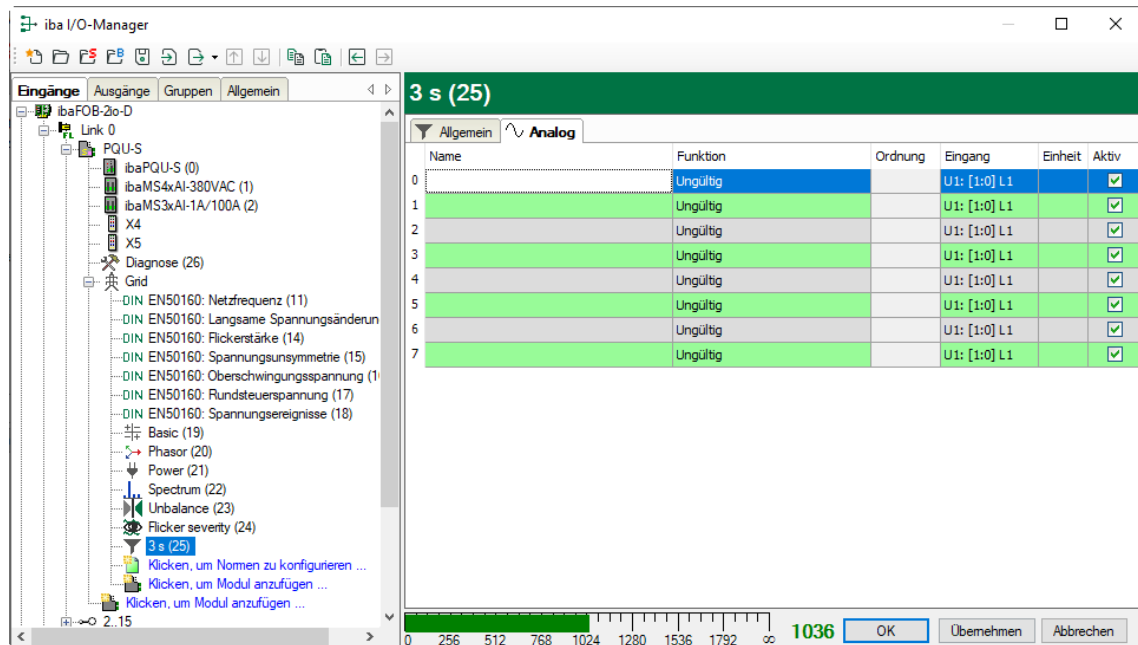 iba I/O-Manager
Eingänge Ausgänge Gruppen Allgemein
3 s (25)
ibaFOB-2io-D
Link 0
PQU-S
ibaPQU-S (0)
ibaMS4xAI-380VAC (1)
ibaMS3xAI-1A/100A (2)
X4
X5
Diagnose (26)
Grid
DIN EN50160: Netzfrequenz (11)
DIN EN50160: Langsame Spannungsänderun
DIN EN50160: Flickerstärke (14)
DIN EN50160: Spannungsunsymmetrie (15)
DIN EN50160: Oberschwingungsspannung (1
DIN EN50160: Rundsteuerspannung (17)
DIN EN50160: Spannungsereignisse (18)
Basic (19)
Phasor (20)
Power (21)
Spectrum (22)
Unbalance (23)
Flicker severity (24)
3 s (25)
Klicken, um Normen zu konfigurieren ...
Klicken, um Modul anzufügen ...
Klicken, um Modul anzufügen ...
2..15
Allgemein Analog
Name Funktion Ordnung Eingang Einheit Aktiv
0 Ungültig U1: [1:0] L1
1 Ungültig U1: [1:0] L1
2 Ungültig U1: [1:0] L1
3 Ungültig U1: [1:0] L1
4 Ungültig U1: [1:0] L1
5 Ungültig U1: [1:0] L1
6 Ungültig U1: [1:0] L1
7 Ungültig U1: [1:0] L1
0 256 512 768 1024 1280 1536 1792 ∞ 1036 OK Übernehmen Abbrechen